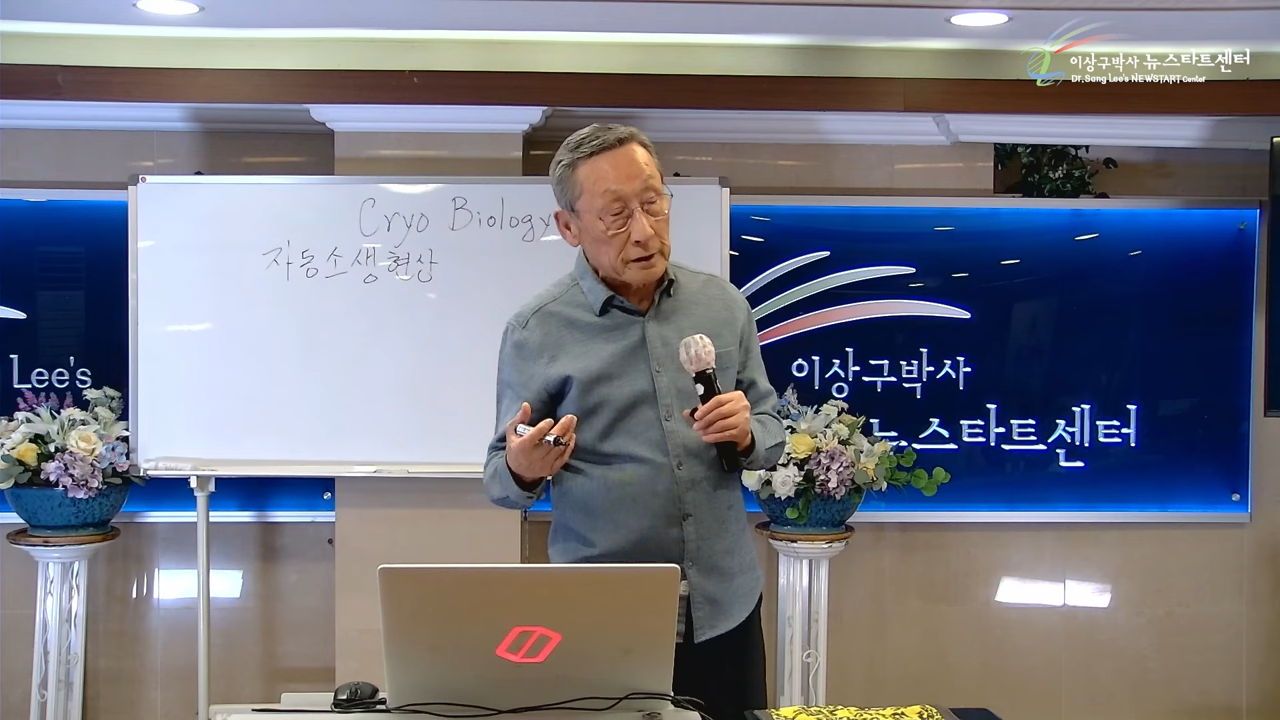 이상구박사 뉴스타트센터
Dr. Sang Lee's NEWSTART Center
Cryo Biology
자동소생현상
Lee's
이상구박사
뉴스타트센터